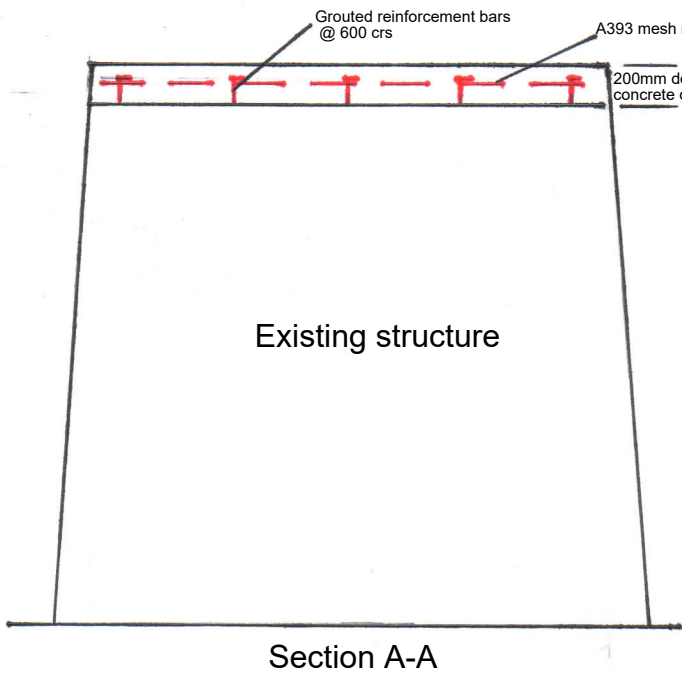 Grouted reinforcement bars
@ 600 crs
A393 mesh
200mm
concrete
Existing structure
Section A-A